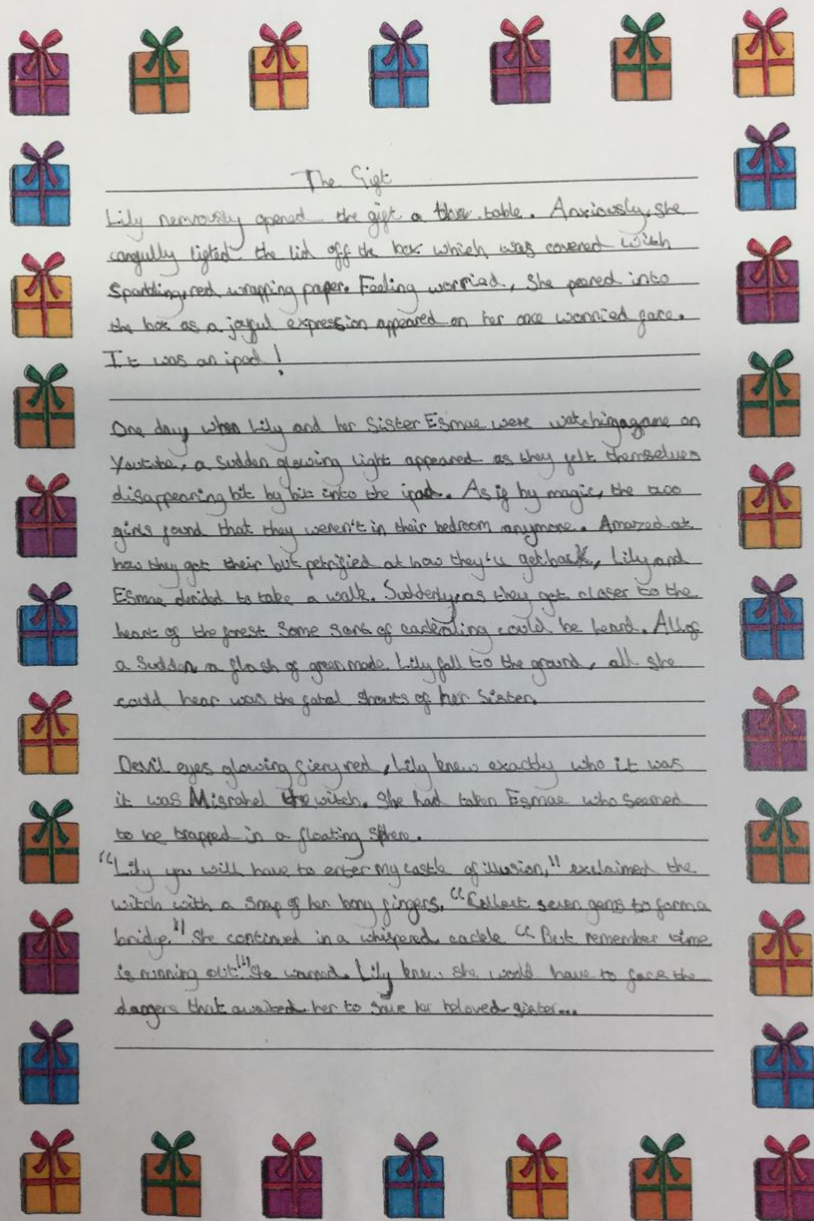 The Gift
Lily nervously opened the gift a the table. Anxiously, she
carefully lifted the lid off the box which was covered with
Sparkling, red wrapping paper. Feeling worried, She peared into
the box as a joyful expression appeared on her once worried face.
It was an ipad!
One day when Lily and her Sister Esmae were watching a game on
Youtube, a Sudden glowing light appeared as they felt themselves
disappearing bit by bit into the ipad. As if by magic, the two
girls found that they weren't in their bedroom anymore. Amazed at
how they got their but petrified at how they'll get back, Lily and
Esmae decided to take a walk. Suddenly, as they get closer to the
heart of the forest some sort of could be heard. All of
a Sudden a flash of green made Lily fall to the ground, all she
could hear was the fatal shouts of her Sister.
Devil eyes glowing fiery red, Lily knew exactly who it was
it was Misrabel the witch. She had taken Esmae who seemed
to be trapped in a floating
"Lily you will have to enter my castle of illusion," exclaimed the
witch with a snap of her bony fingers. "Collect seven gems to form a
bridge." She continued in a whispered cackle "But remember time
is running out!" She warned. Lily knew she would have to face the
dangers that awaited her to save her beloved sister...